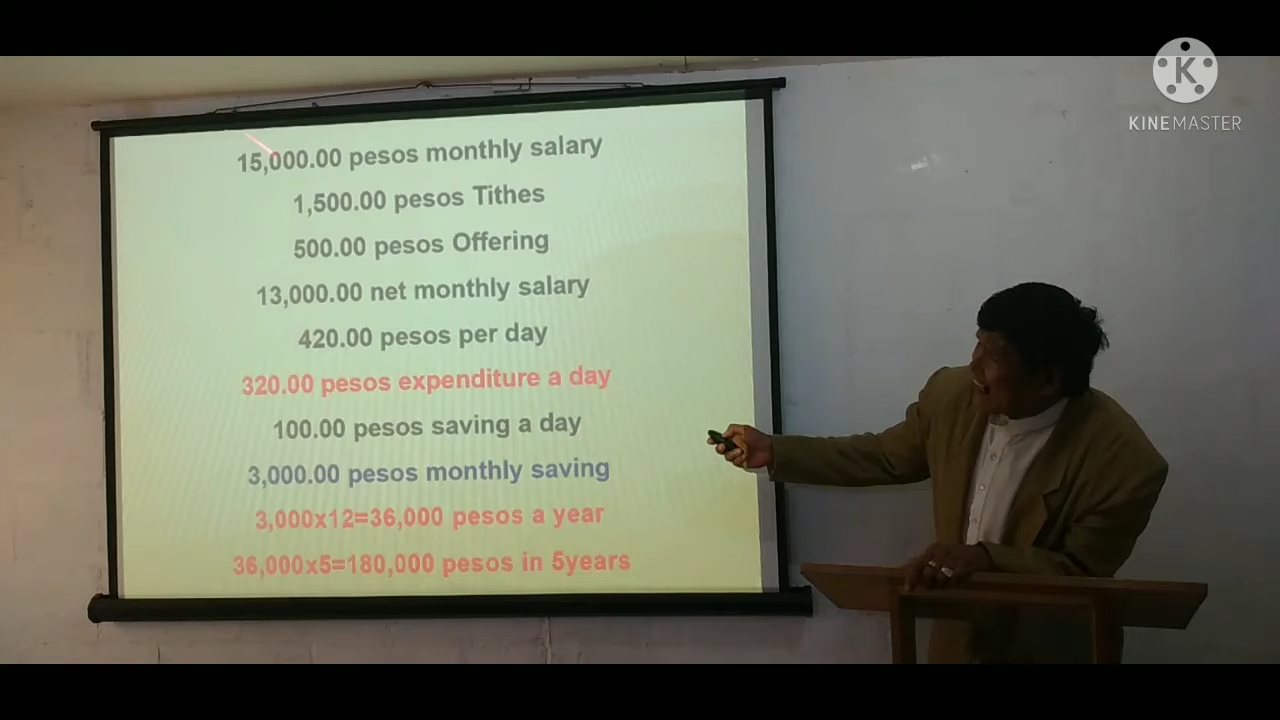 15,000.00 pesos monthly salary
1,500.00 pesos Tithes
500.00 pesos Offering
13,000.00 net monthly salary
420.00 pesos per day
320.00 pesos expenditure a day
100.00 pesos saving a day
3,000.00 pesos monthly saving
3,000x12=36,000 pesos a year
36,000x5=180,000 pesos in 5years
K
KINEMASTER